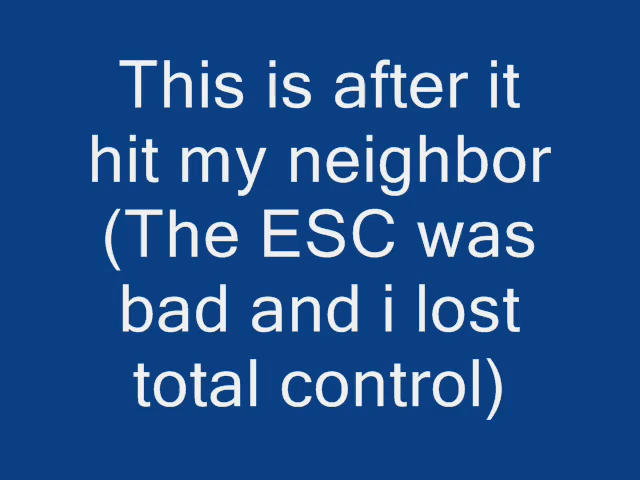 This is after it
hit my neighbor
(The ESC was
bad and i lost
total control)